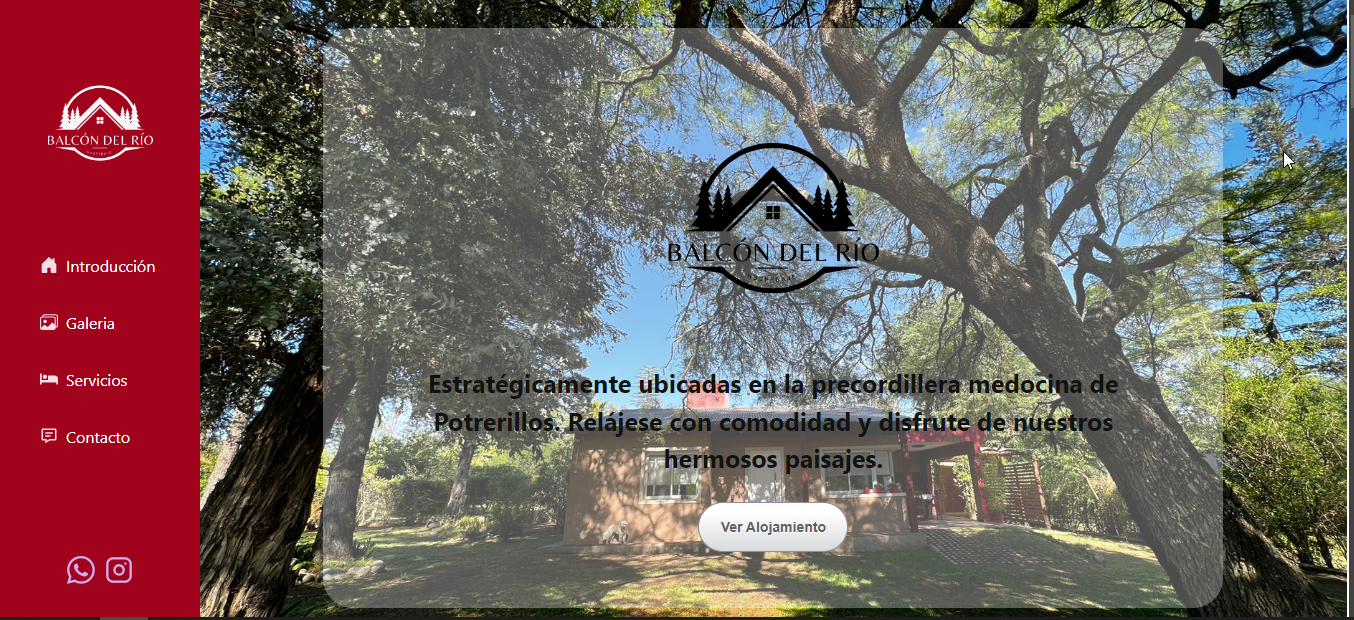 BALCÓN DEL RÍO
Introducción
Galeria
Servicios
Contacto
BALCÓN DEL RÍO
Estratégicamente ubicadas en la precordillera medocina de
Potrerillos. Relájese con comodidad y disfrute de nuestros
hermosos paisajes.
Ver Alojamiento